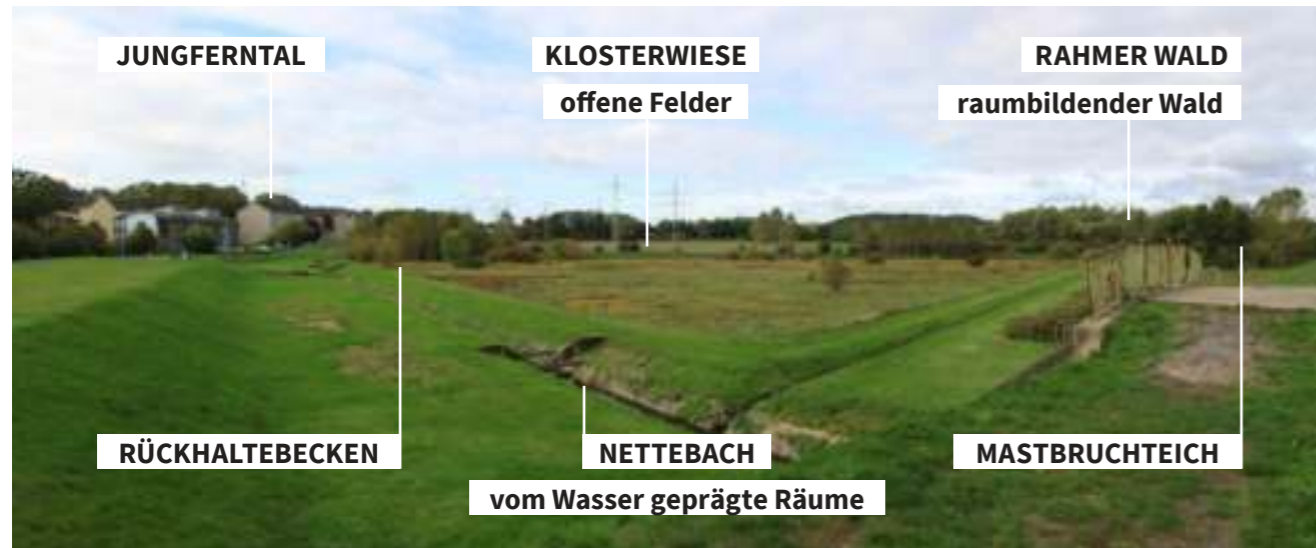 JUNGFERNTAL
KLOSTERWIESE
offene Felder
RAHMER WALD
raumbildender Wald
RÜCKHALTEBECKEN
NETTEBACH
vom Wasser geprägte Räume
MASTBRUCHTEICH